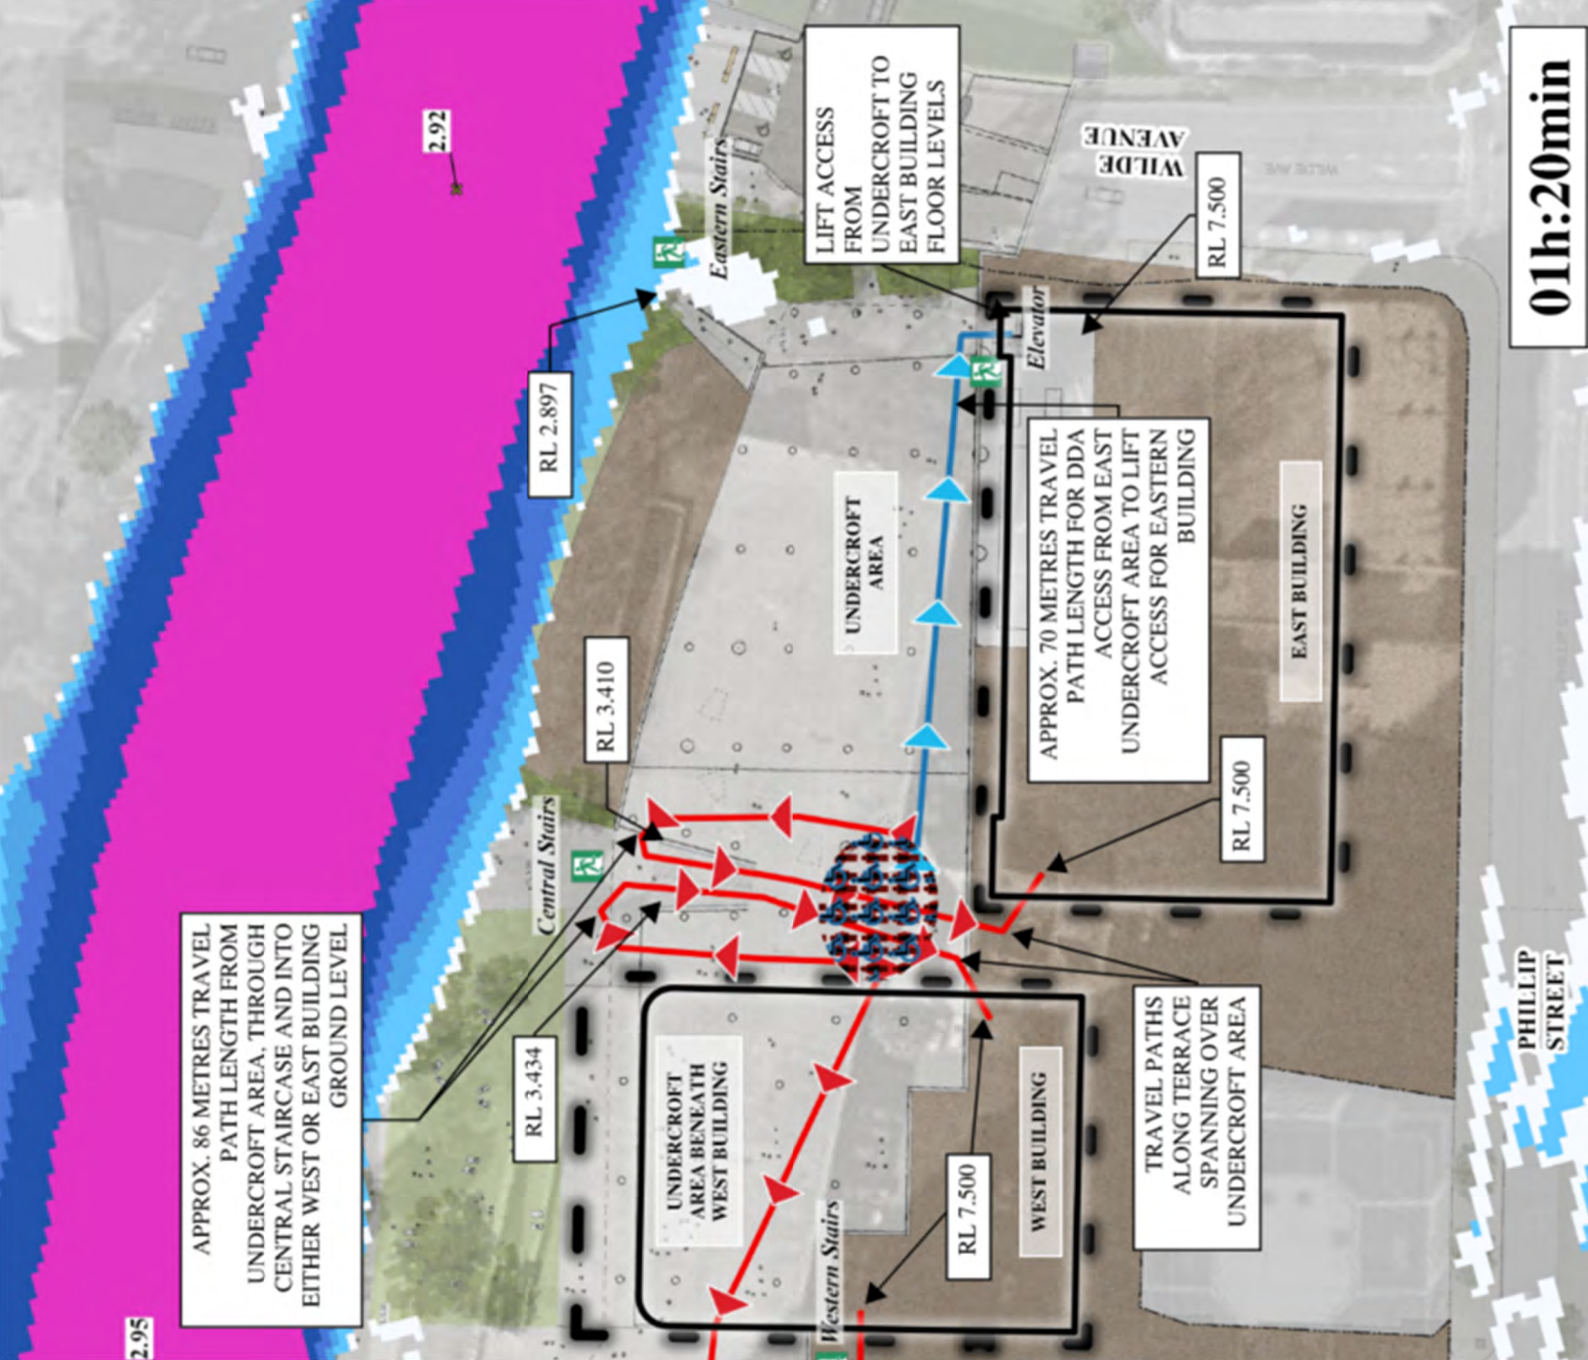 01h:20min
2.92
2.95
Eastern Stairs
LIFT ACCESS
FROM
UNDERCROFT TO
EAST BUILDING
FLOOR LEVELS
WILDE
AVENUE
WILDE AVE
RL 7.500
RL 2.897
Elevator
UNDERCROFT
AREA
APPROX. 70 METRES TRAVEL
PATH LENGTH FOR DDA
ACCESS FROM EAST
UNDERCROFT AREA TO LIFT
ACCESS FOR EASTERN
BUILDING
EAST BUILDING
RL 3.410
RL 7.500
Central Stairs
APPROX. 86 METRES TRAVEL
PATH LENGTH FROM
UNDERCROFT AREA, THROUGH
CENTRAL STAIRCASE AND INTO
EITHER WEST OR EAST BUILDING
GROUND LEVEL
RL 3.434
UNDERCROFT
AREA BENEATH
WEST BUILDING
Western Stairs
RL 7.500
WEST BUILDING
TRAVEL PATHS
ALONG TERRACE
SPANNING OVER
UNDERCROFT AREA
PHILLIP
STREET